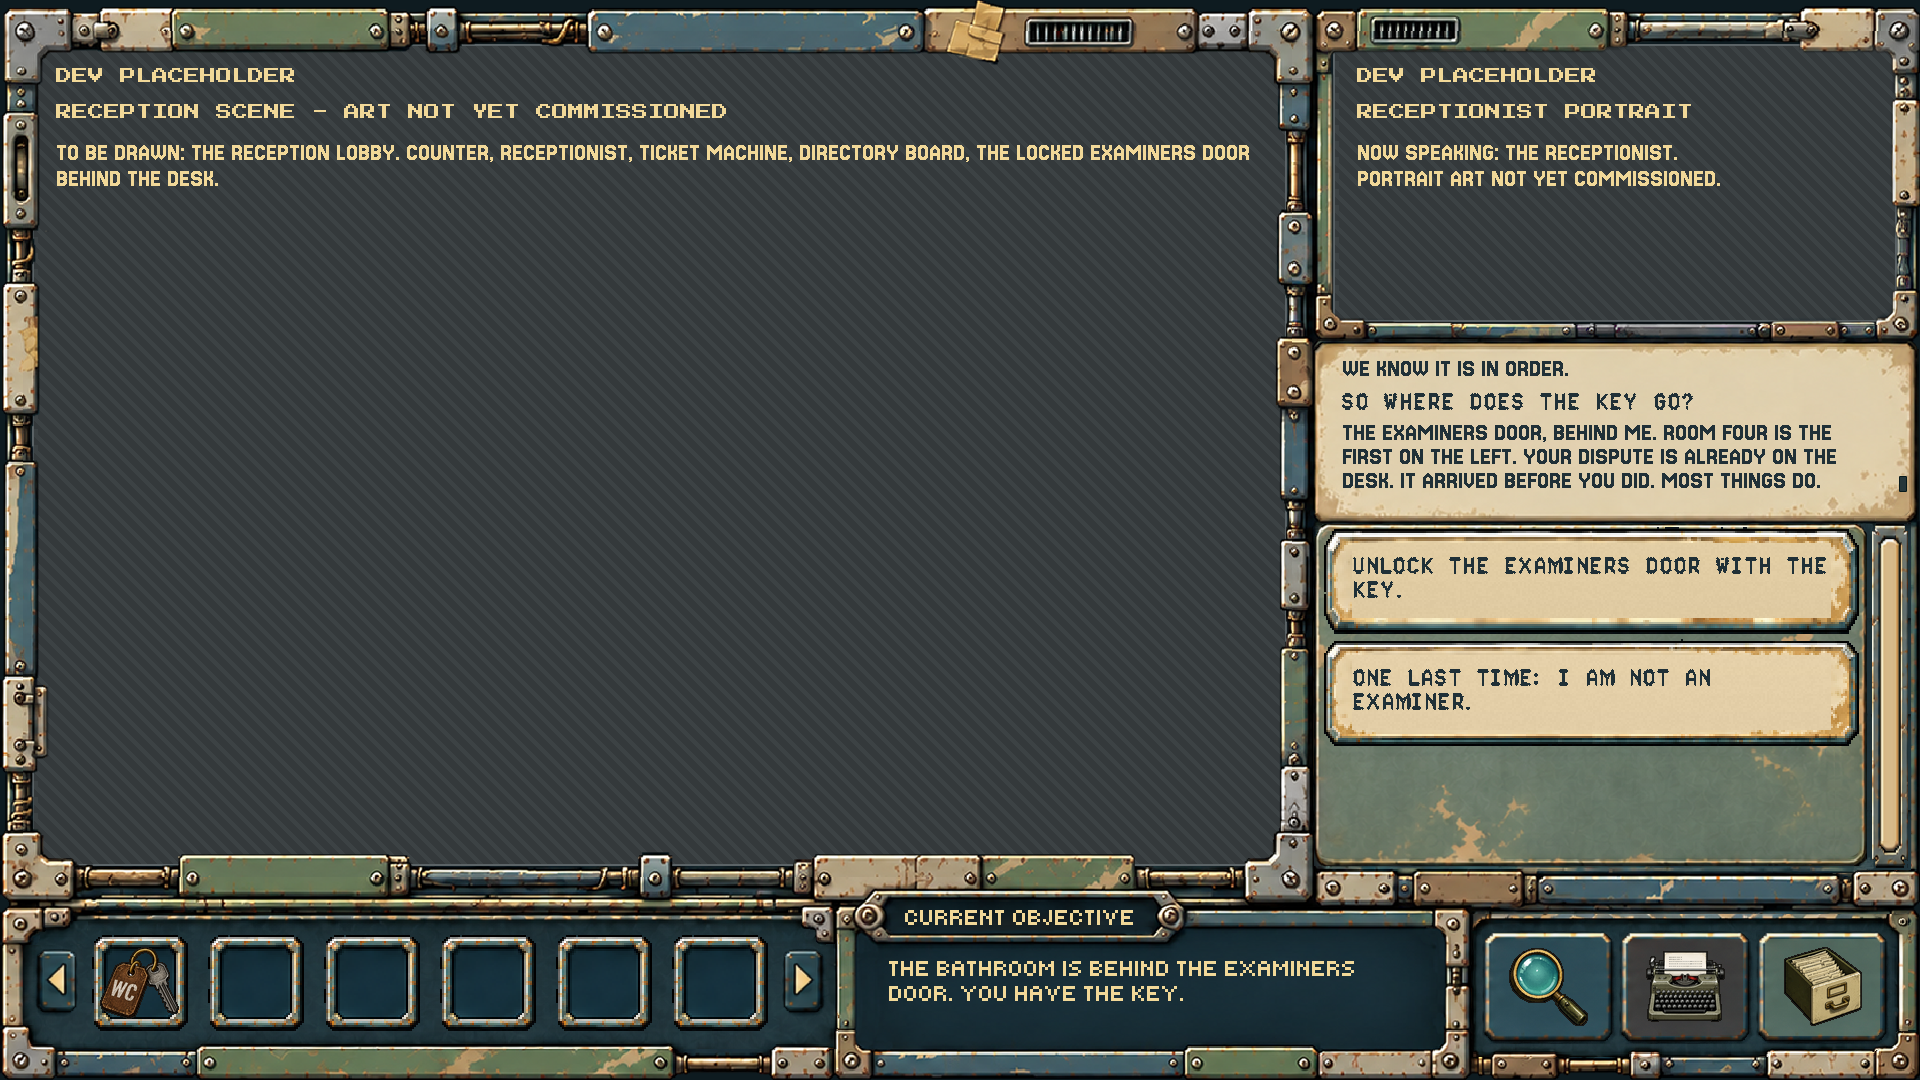 DEV PLACEHOLDER
RECEPTION SCENE – ART NOT YET COMMISSIONED
TO BE DRAWN: THE RECEPTION LOBBY. COUNTER, RECEPTIONIST, TICKET MACHINE, DIRECTORY BOARD, THE LOCKED EXAMINERS DOOR
BEHIND THE DESK.
DEV PLACEHOLDER
RECEPTIONIST PORTRAIT
NOW SPEAKING: THE RECEPTIONIST.
PORTRAIT ART NOT YET COMMISSIONED.
WE KNOW IT IS IN ORDER.
SO WHERE DOES THE KEY GO?
THE EXAMINERS DOOR, BEHIND ME. ROOM FOUR IS THE
FIRST ON THE LEFT. YOUR DISPUTE IS ALREADY ON THE
DESK. IT ARRIVED BEFORE YOU DID. MOST THINGS DO.
UNLOCK THE EXAMINERS DOOR WITH THE
KEY.
ONE LAST TIME: I AM NOT AN
EXAMINER.
WC
CURRENT OBJECTIVE
THE BATHROOM IS BEHIND THE EXAMINERS
DOOR. YOU HAVE THE KEY.